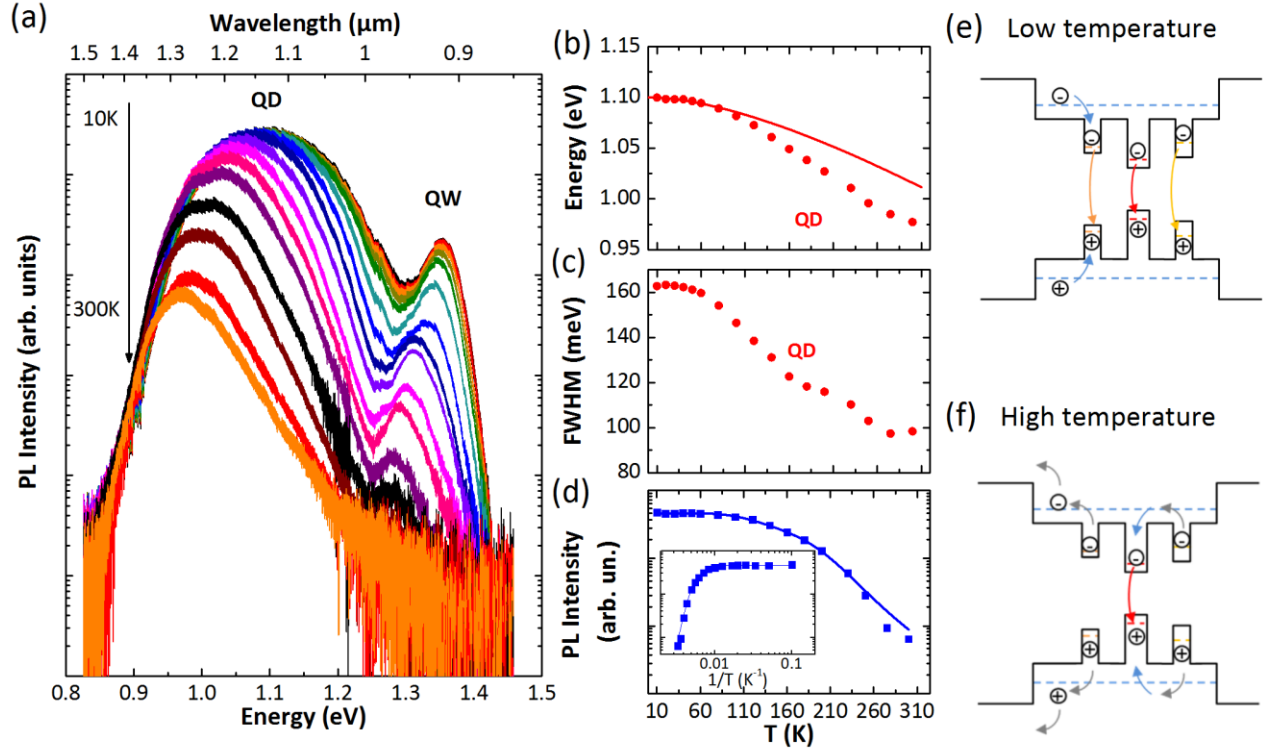 (a)
Wavelength (μm)
1.5 1.4 1.3 1.2 1.1 1 0.9
QD
10K
QW
300K
PL Intensity (arb. units)
0.8 0.9 1.0 1.1 1.2 1.3 1.4 1.5
Energy (eV)
(b)
1.15
1.10
1.05
1.00
0.95
Energy (eV)
QD
(c)
160
140
120
100
80
FWHM (meV)
QD
(d)
PL Intensity
(arb. un.)
0.01 0.1
1/T (K⁻¹)
10 60 110 160 210 260 310
T (K)
(e)
Low temperature
-
-
-
-
+
+
+
+
(f)
High temperature
-
-
-
-
+
+
+
+